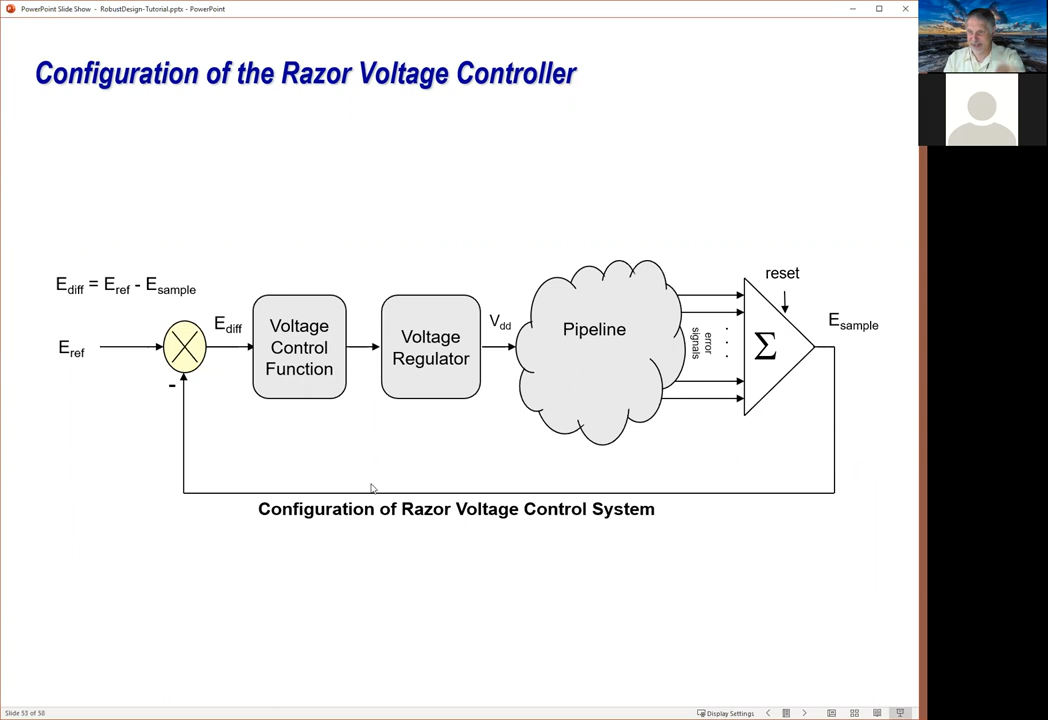 PowerPoint Slide Show - RobustDesign-Tutorial.pptx - PowerPoint
Configuration of the Razor Voltage Controller
E_diff = E_ref - E_sample
E_ref
-
E_diff
Voltage
Control
Function
Voltage
Regulator
V_dd
Pipeline
error
signals
. . .
reset
Σ
E_sample
Configuration of Razor Voltage Control System
Slide 53 of 58
Display Settings